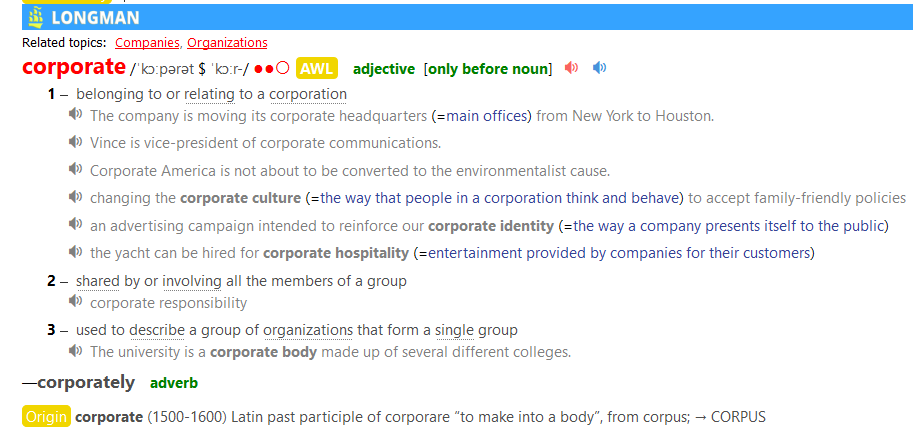 LONGMAN
Related topics: Companies, Organizations
corporate /ˈkɔːpərət $ ˈkɔːr-/ ●●○ AWL adjective [only before noun]
1 – belonging to or relating to a corporation
The company is moving its corporate headquarters (=main offices) from New York to Houston.
Vince is vice-president of corporate communications.
Corporate America is not about to be converted to the environmentalist cause.
changing the corporate culture (=the way that people in a corporation think and behave) to accept family-friendly policies
an advertising campaign intended to reinforce our corporate identity (=the way a company presents itself to the public)
the yacht can be hired for corporate hospitality (=entertainment provided by companies for their customers)
2 – shared by or involving all the members of a group
corporate responsibility
3 – used to describe a group of organizations that form a single group
The university is a corporate body made up of several different colleges.
—corporately adverb
Origin corporate (1500-1600) Latin past participle of corporare “to make into a body”, from corpus; → CORPUS